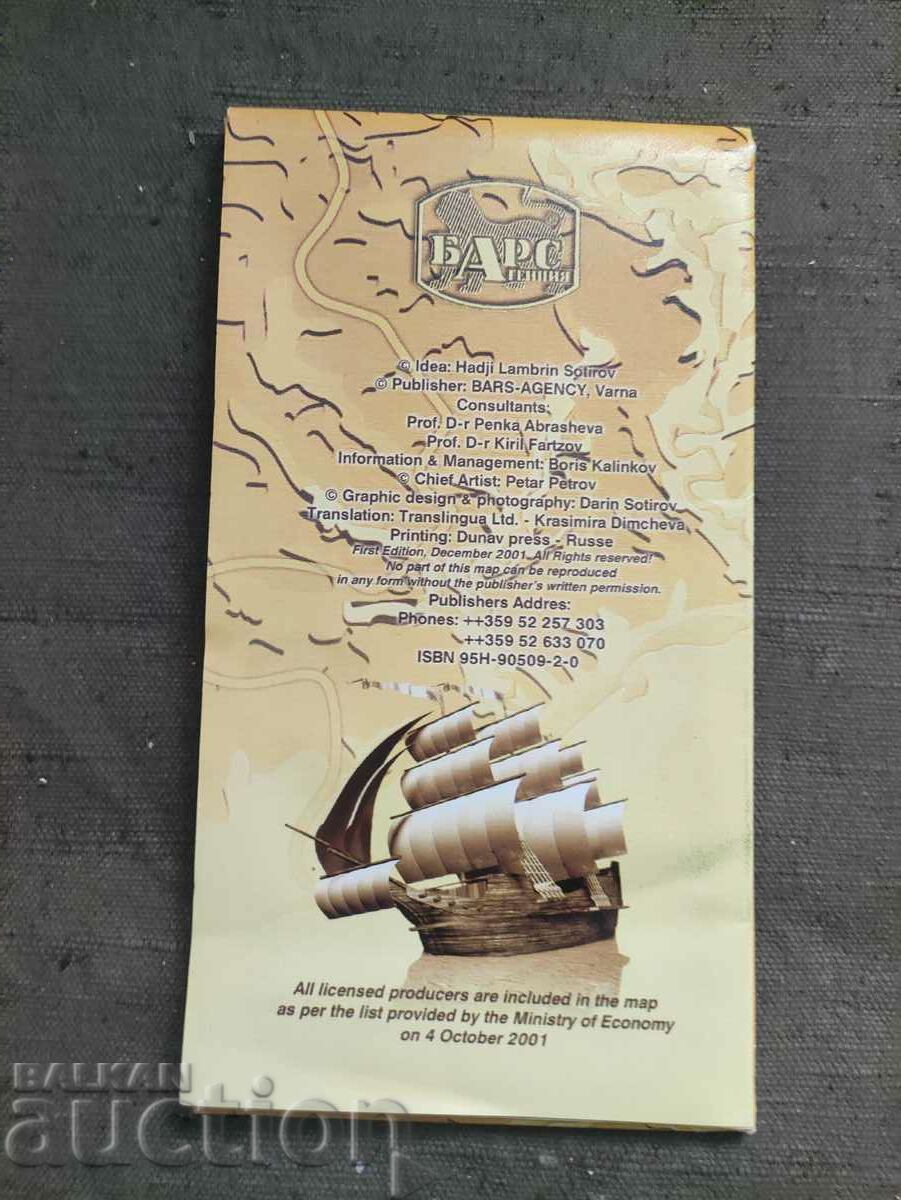 БАРС
АГЕНЦИЯ
© Idea: Hadji Lambrin Sotirov
© Publisher: BARS-AGENCY, Varna
Consultants:
Prof. D-r Penka Abrasheva
Prof. D-r Kiril Fartzov
Information & Management: Boris Kalinkov
© Chief Artist: Petar Petrov
© Graphic design & photography: Darin Sotirov
Translation: Translingua Ltd. - Krasimira Dimcheva
Printing: Dunav press - Russe
First Edition, December 2001. All Rights reserved!
No part of this map can be reproduced
in any form without the publisher's written permission.
Publishers Addres:
Phones: ++359 52 257 303
++359 52 633 070
ISBN 95H-90509-2-0
All licensed producers are included in the map
as per the list provided by the Ministry of Economy
on 4 October 2001
BALKAN
auction